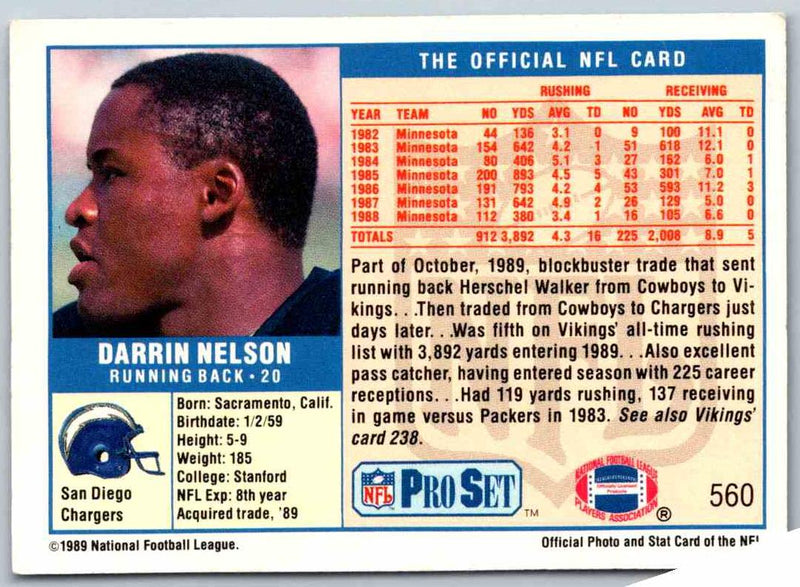 THE OFFICIAL NFL CARD
RUSHING RECEIVING
YEAR TEAM NO YDS AVG TD NO YDS AVG TD
1982 Minnesota 44 136 3.1 0 9 100 11.1 0
1983 Minnesota 154 642 4.2 1 51 618 12.1 0
1984 Minnesota 80 406 5.1 3 27 162 6.0 1
1985 Minnesota 200 893 4.5 5 43 301 7.0 1
1986 Minnesota 191 793 4.2 4 53 593 11.2 3
1987 Minnesota 131 642 4.9 2 26 129 5.0 0
1988 Minnesota 112 380 3.4 1 16 105 6.6 0
TOTALS 912 3,892 4.3 16 225 2,008 8.9 5
Part of October, 1989, blockbuster trade that sent
running back Herschel Walker from Cowboys to Vi-
kings. . .Then traded from Cowboys to Chargers just
days later. . .Was fifth on Vikings' all-time rushing
list with 3,892 yards entering 1989. . .Also excellent
pass catcher, having entered season with 225 career
receptions. . .Had 119 yards rushing, 137 receiving
in game versus Packers in 1983. See also Vikings'
card 238.
DARRIN NELSON
RUNNING BACK • 20
San Diego
Chargers
Born: Sacramento, Calif.
Birthdate: 1/2/59
Height: 5-9
Weight: 185
College: Stanford
NFL Exp: 8th year
Acquired trade, '89
NFL PRO SET ™
NATIONAL FOOTBALL LEAGUE
Officially Licensed
Products
PLAYERS ASSOCIATION ®
560
©1989 National Football League.
Official Photo and Stat Card of the NFL